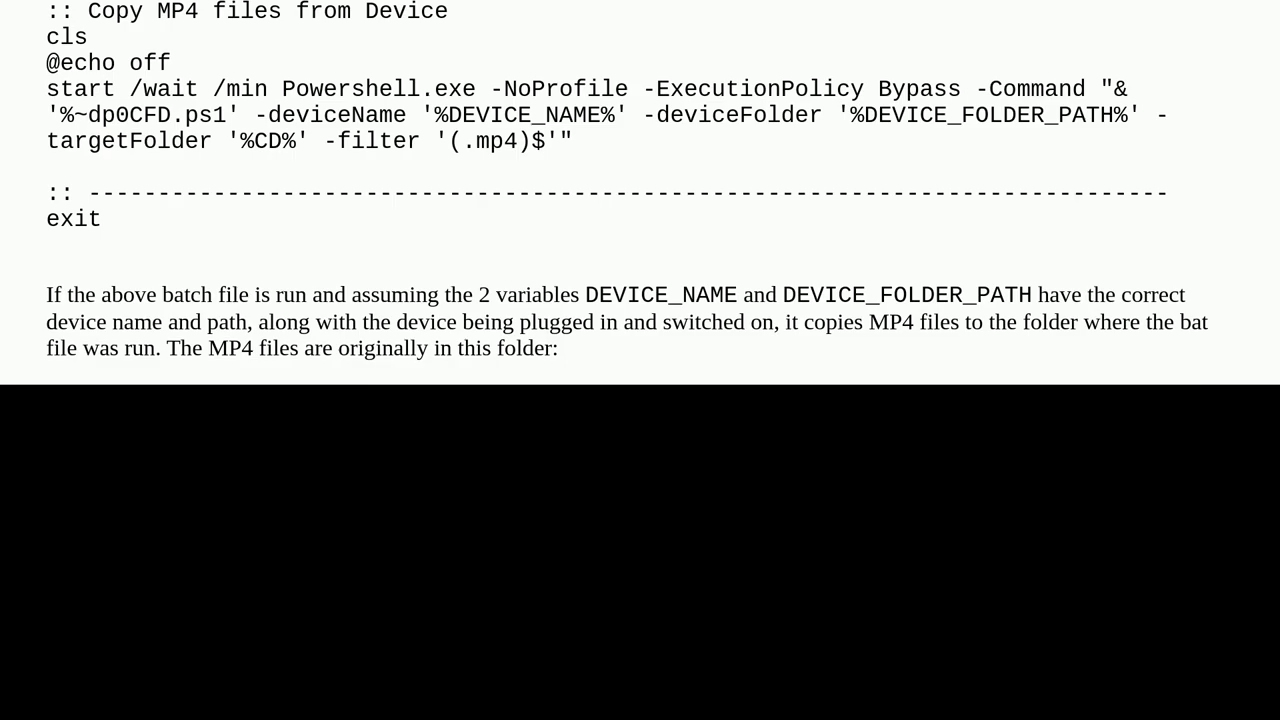 :: Copy MP4 files from Device
cls
@echo off
start /wait /min Powershell.exe -NoProfile -ExecutionPolicy Bypass -Command "&
'%~dp0CFD.ps1' -deviceName '%DEVICE_NAME%' -deviceFolder '%DEVICE_FOLDER_PATH%' -
targetFolder '%CD%' -filter '(.mp4)$'"
:: ------------------------------------------------------------------------------
exit
If the above batch file is run and assuming the 2 variables DEVICE_NAME and DEVICE_FOLDER_PATH have the correct
device name and path, along with the device being plugged in and switched on, it copies MP4 files to the folder where the bat
file was run. The MP4 files are originally in this folder: